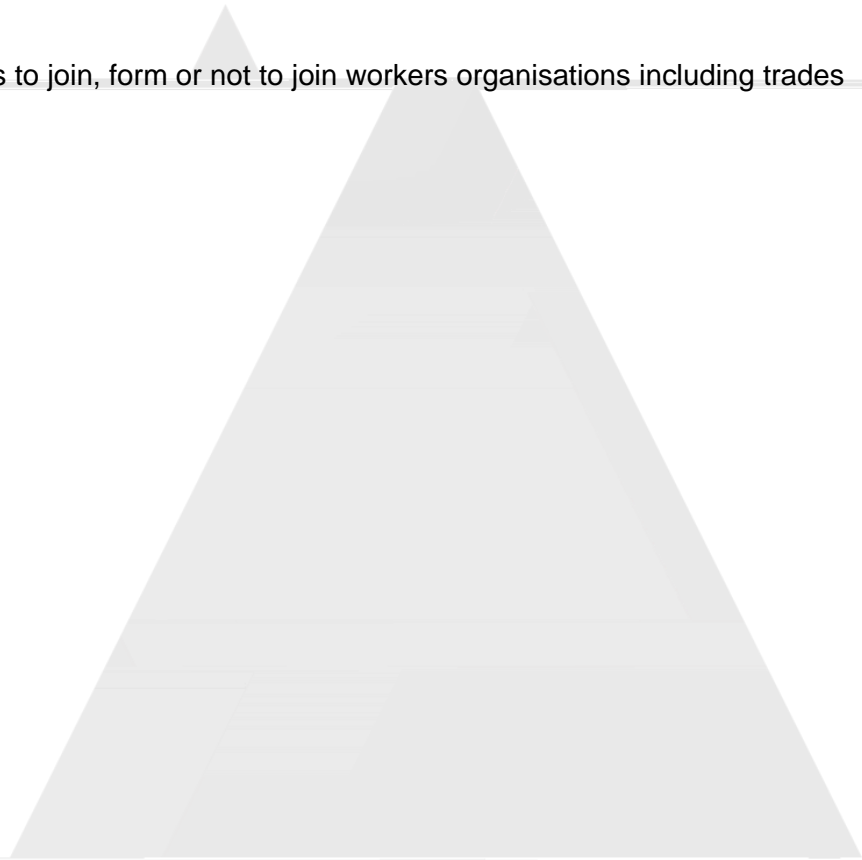 s to join, form or not to join workers organisations including trades